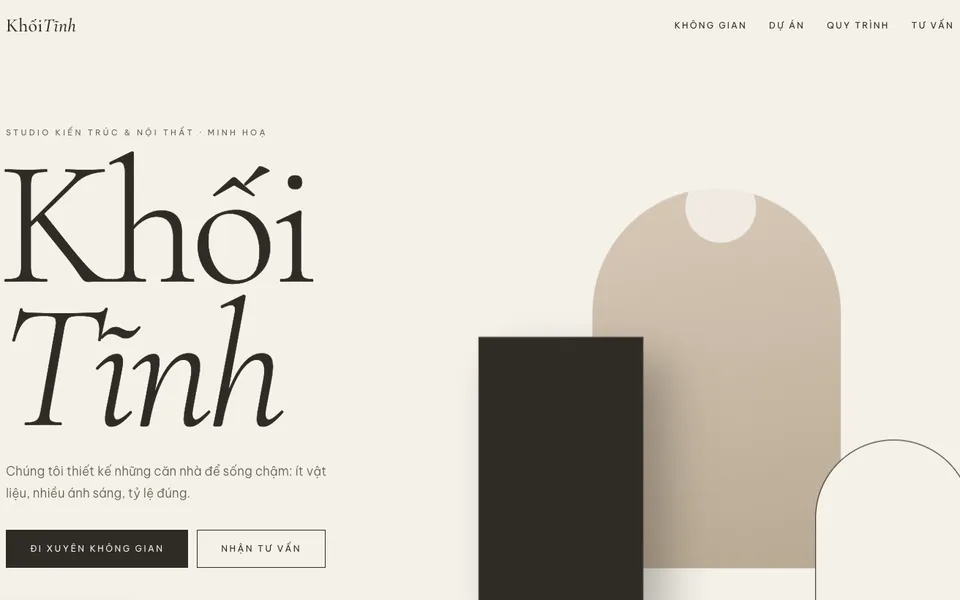 KhốiTĩnh
KHÔNG GIAN
DỰ ÁN
QUY TRÌNH
TƯ VẤN
STUDIO KIẾN TRÚC & NỘI THẤT · MINH HOẠ
Khối
Tĩnh
Chúng tôi thiết kế những căn nhà để sống chậm: ít vật
liệu, nhiều ánh sáng, tỷ lệ đúng.
ĐI XUYÊN KHÔNG GIAN
NHẬN TƯ VẤN